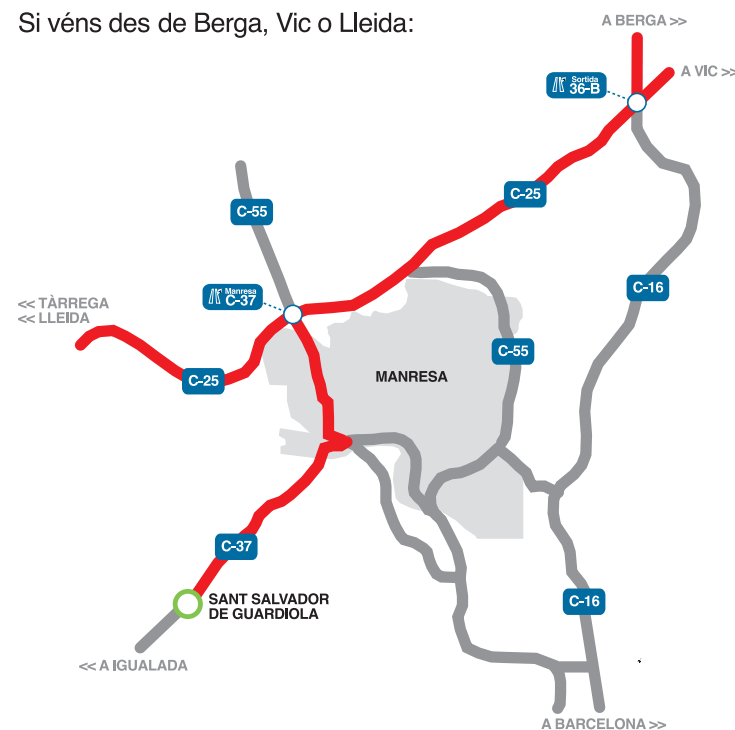 Si véns des de Berga, Vic o Lleida:
A BERGA >>
A VIC >>
Sortida
36-B
C-25
C-55
Manresa
C-37
<< TÀRREGA
<< LLEIDA
C-16
C-55
C-25
MANRESA
C-37
SANT SALVADOR
DE GUARDIOLA
C-16
<< A IGUALADA
A BARCELONA >>